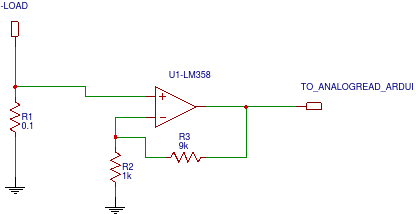 -LOAD
U1-LM358
TO_ANALOGREAD_ARDUI
R1
0.1
R3
9k
R2
1k